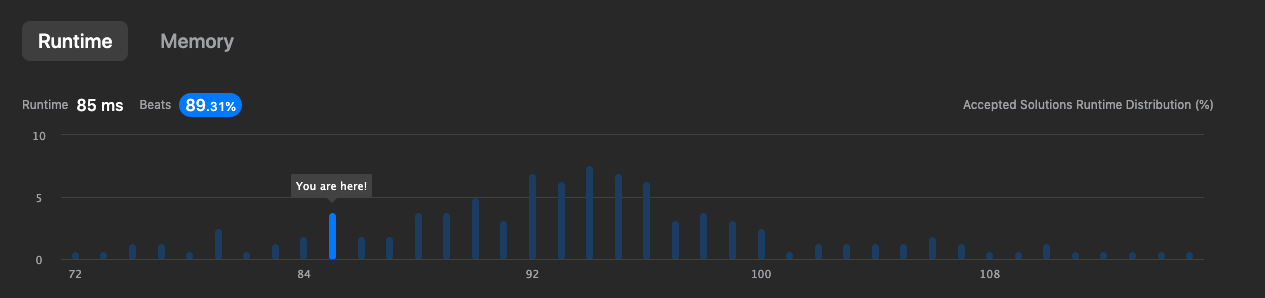 Runtime Memory
Runtime 85 ms Beats 89.31% Accepted Solutions Runtime Distribution (%)
10
You are here!
5
0
72 84 92 100 108